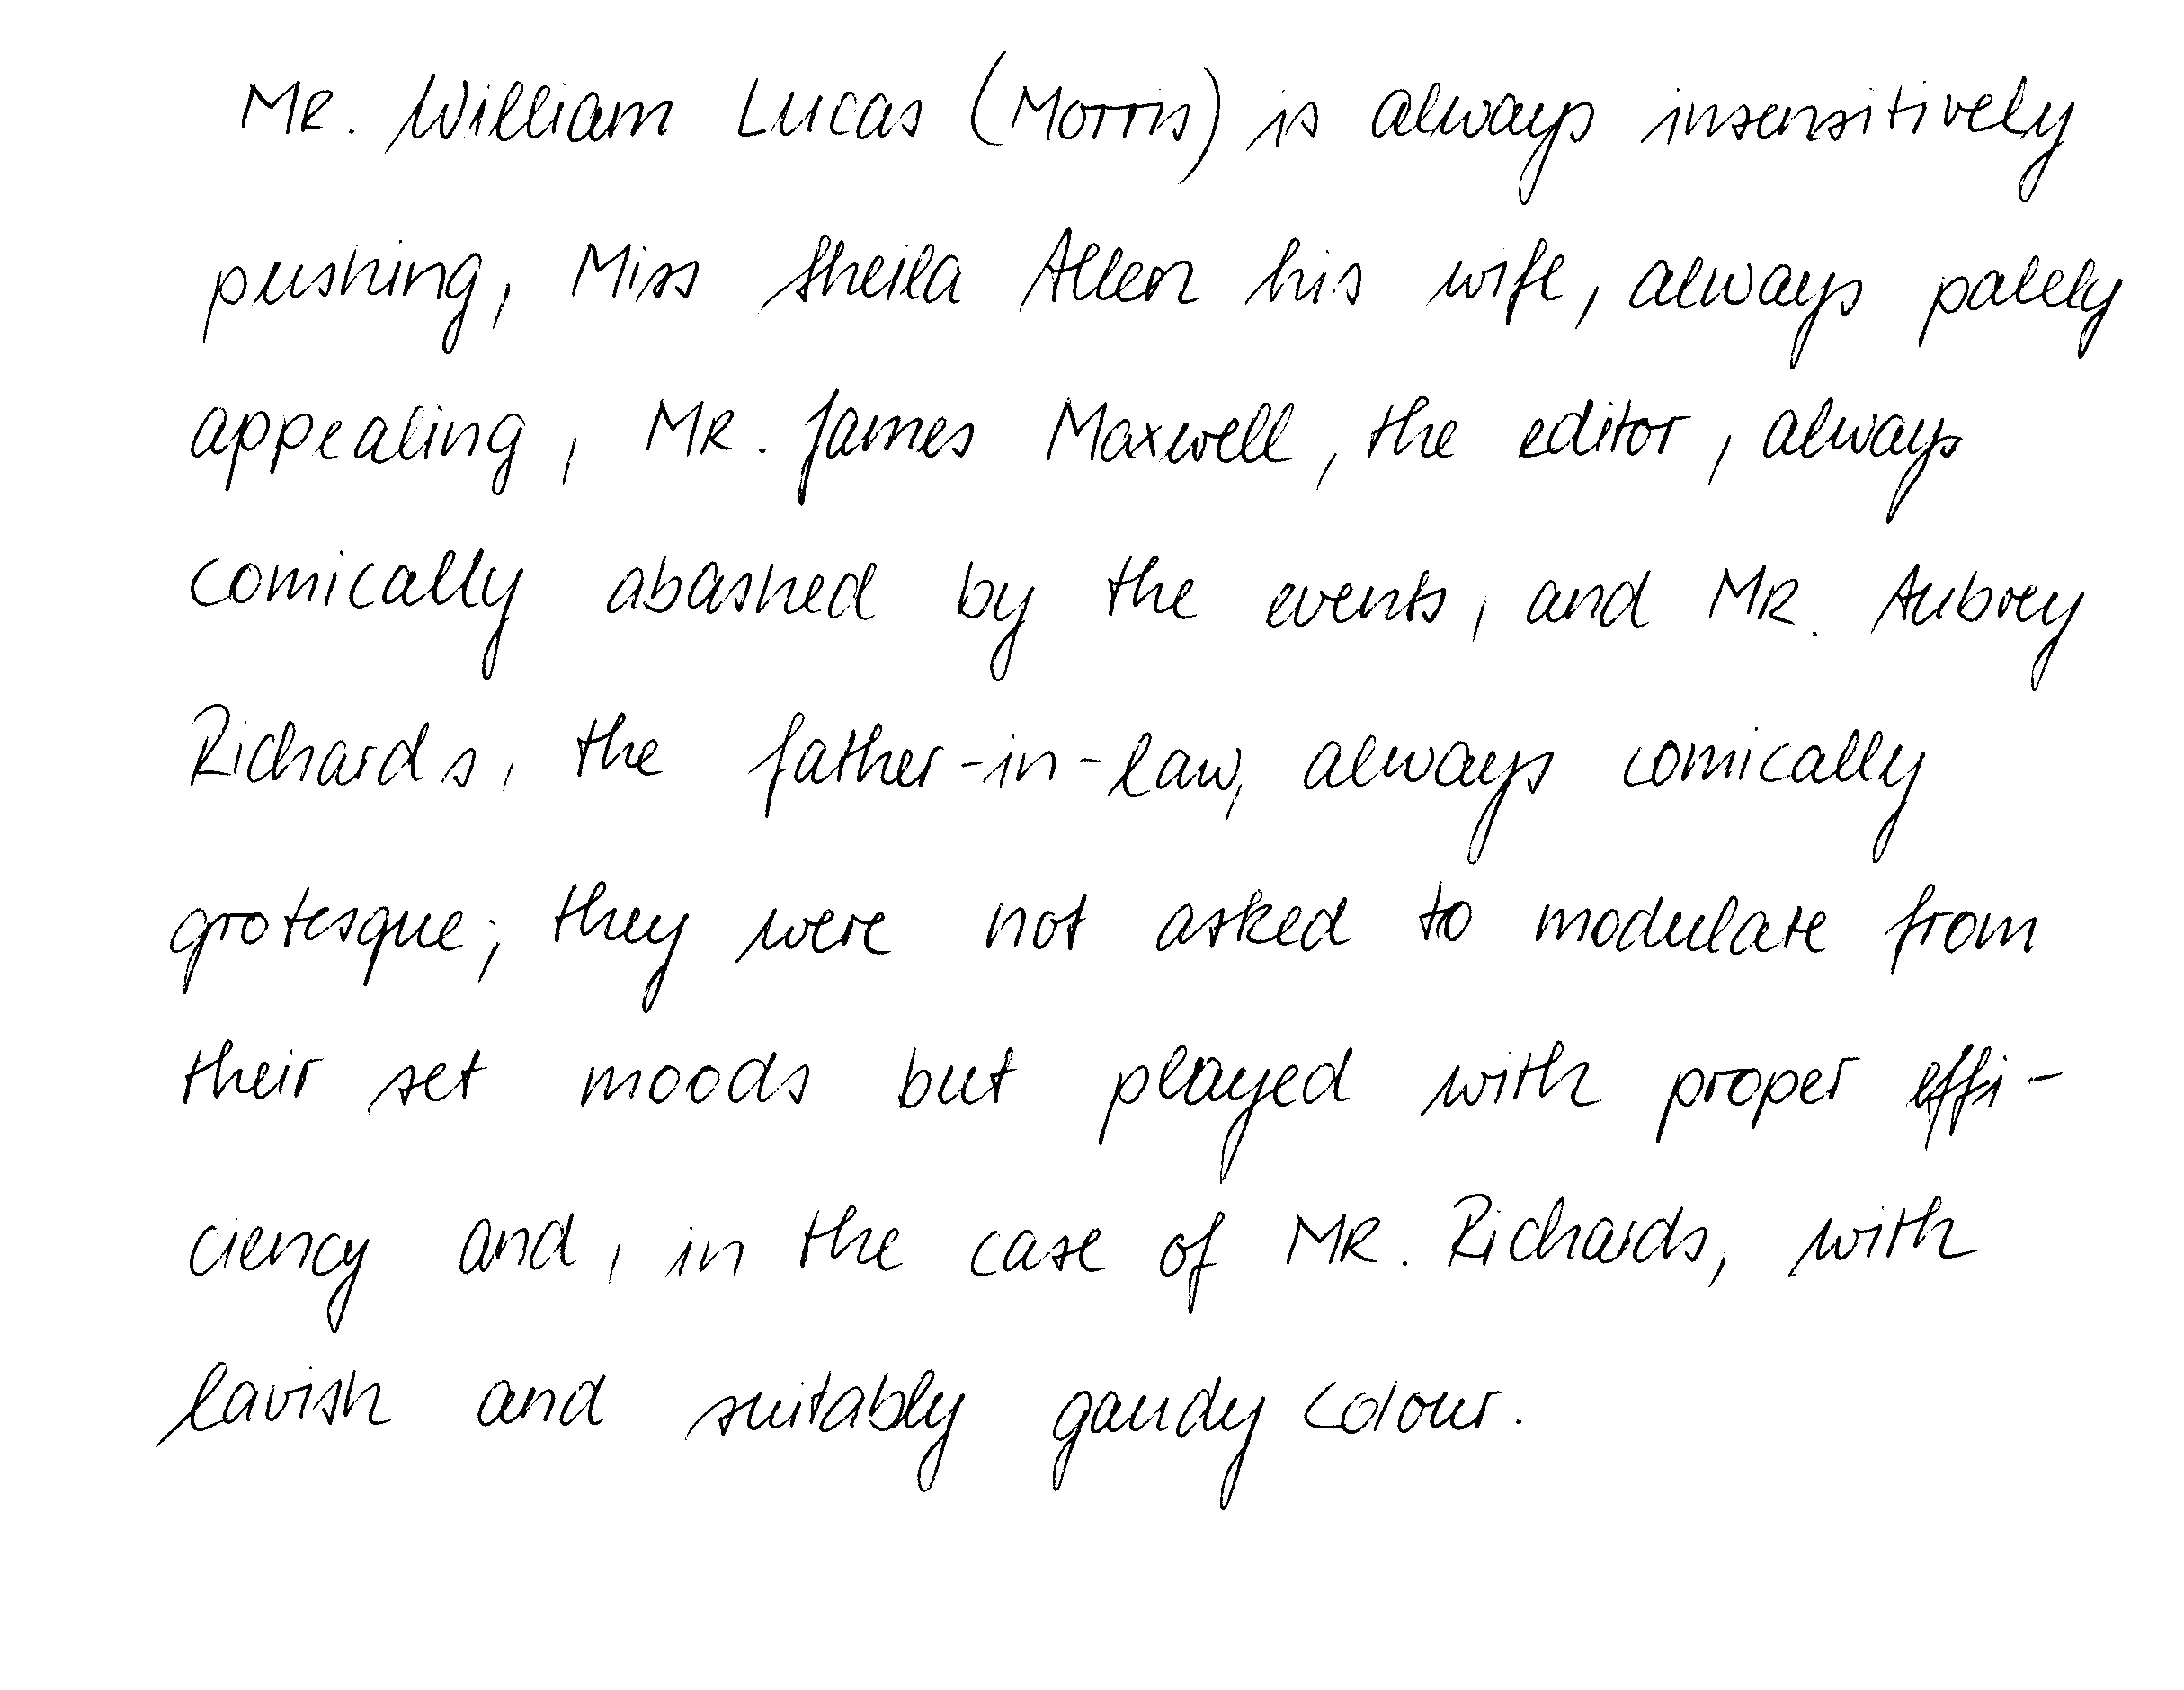 Mr. William Lucas (Morris) is always insensitively
pushing, Miss Sheila Allen his wife, always palely
appealing, Mr. James Maxwell, the editor, always
comically abashed by the events, and Mr. Aubrey
Richards, the father-in-law, always comically
grotesque; they were not asked to modulate from
their set moods but played with proper effi-
ciency and, in the case of Mr. Richards, with
lavish and suitably gaudy colour.